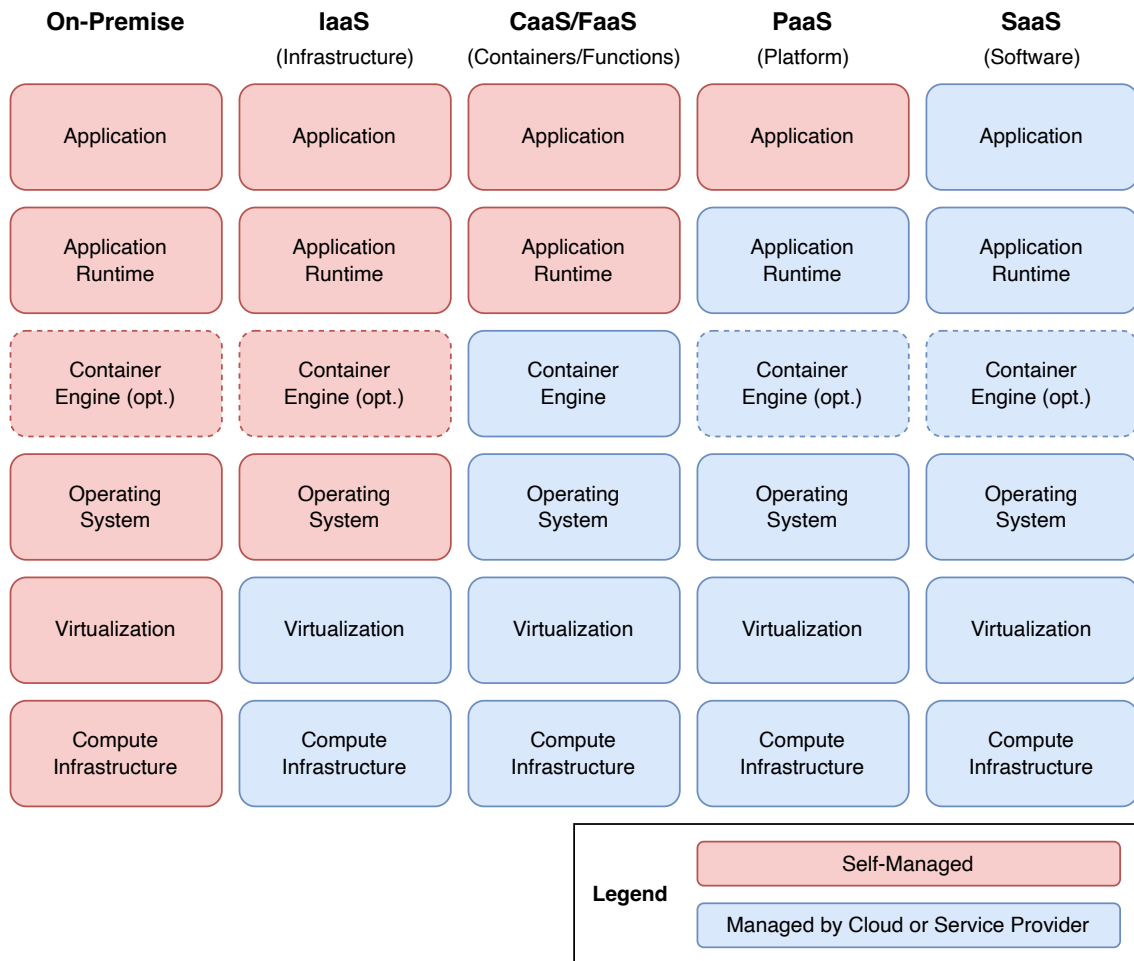 On-Premise
IaaS
CaaS/FaaS
PaaS
SaaS
(Infrastructure)
(Containers/Functions)
(Platform)
(Software)
Application
Application
Application
Application
Application
Application
Runtime
Application
Runtime
Application
Runtime
Application
Runtime
Application
Runtime
Container
Engine (opt.)
Container
Engine (opt.)
Container
Engine
Container
Engine (opt.)
Container
Engine (opt.)
Operating
System
Operating
System
Operating
System
Operating
System
Operating
System
Virtualization
Virtualization
Virtualization
Virtualization
Virtualization
Compute
Infrastructure
Compute
Infrastructure
Compute
Infrastructure
Compute
Infrastructure
Compute
Infrastructure
Legend
Self-Managed
Managed by Cloud or Service Provider